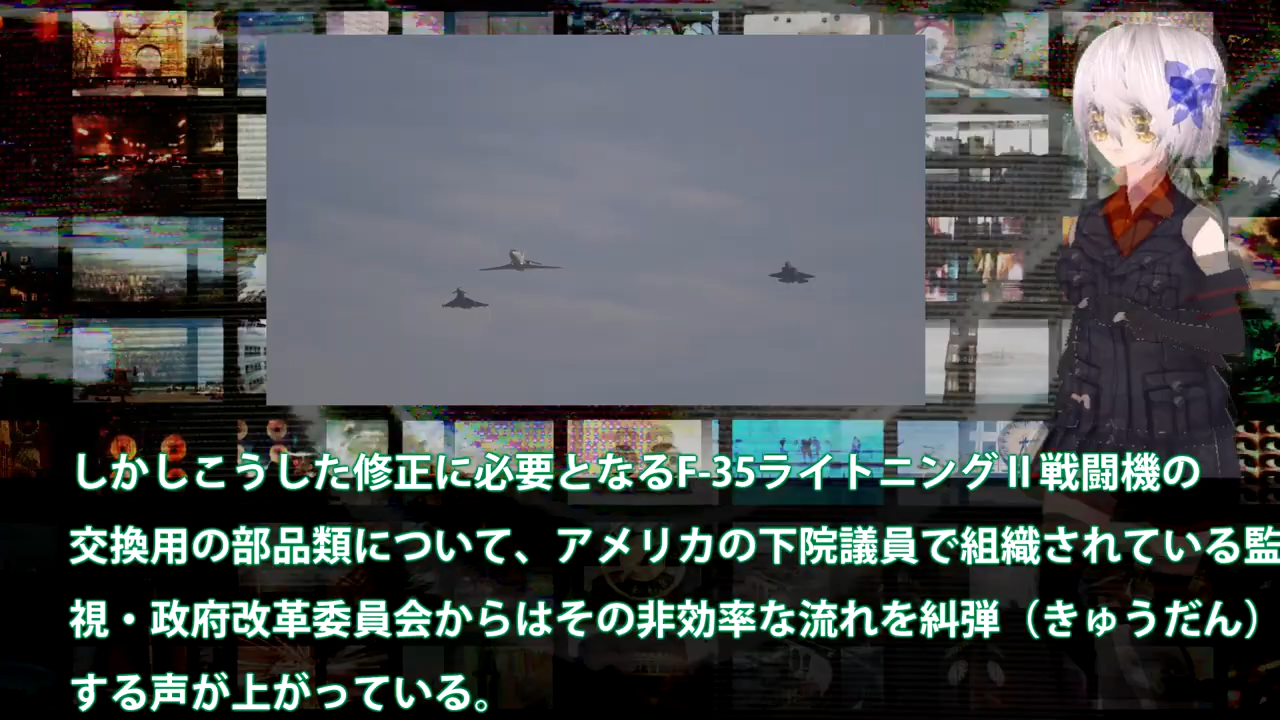 しかしこうした修正に必要となるF-35ライトニングⅡ戦闘機の
交換用の部品類について、アメリカの下院議員で組織されている監
視・政府改革委員会からはその非効率な流れを糾弾（きゅうだん）
する声が上がっている。